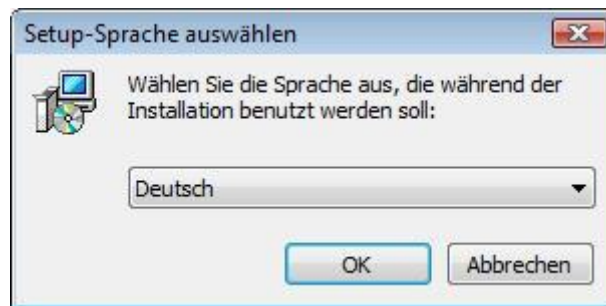 Setup-Sprache auswählen
Wählen Sie die Sprache aus, die während der
Installation benutzt werden soll:
Deutsch
OK
Abbrechen